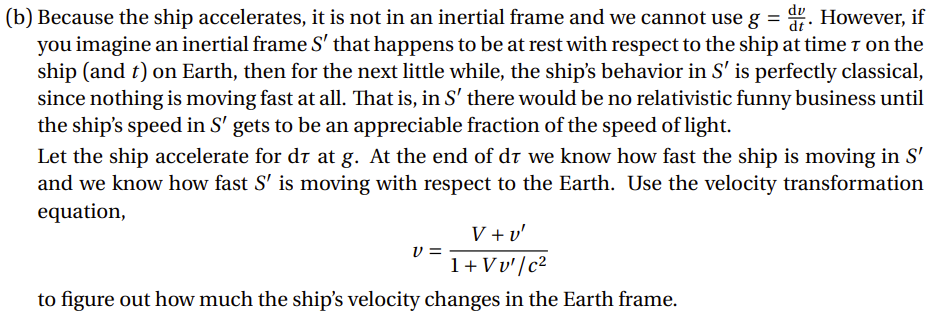 (b) Because the ship accelerates, it is not in an inertial frame and we cannot use g = dv/dt. However, if
you imagine an inertial frame S′ that happens to be at rest with respect to the ship at time τ on the
ship (and t) on Earth, then for the next little while, the ship's behavior in S′ is perfectly classical,
since nothing is moving fast at all. That is, in S′ there would be no relativistic funny business until
the ship's speed in S′ gets to be an appreciable fraction of the speed of light.
Let the ship accelerate for dτ at g. At the end of dτ we know how fast the ship is moving in S′
and we know how fast S′ is moving with respect to the Earth. Use the velocity transformation
equation,
v = (V + v′)/(1 + Vv′/c²)
to figure out how much the ship's velocity changes in the Earth frame.